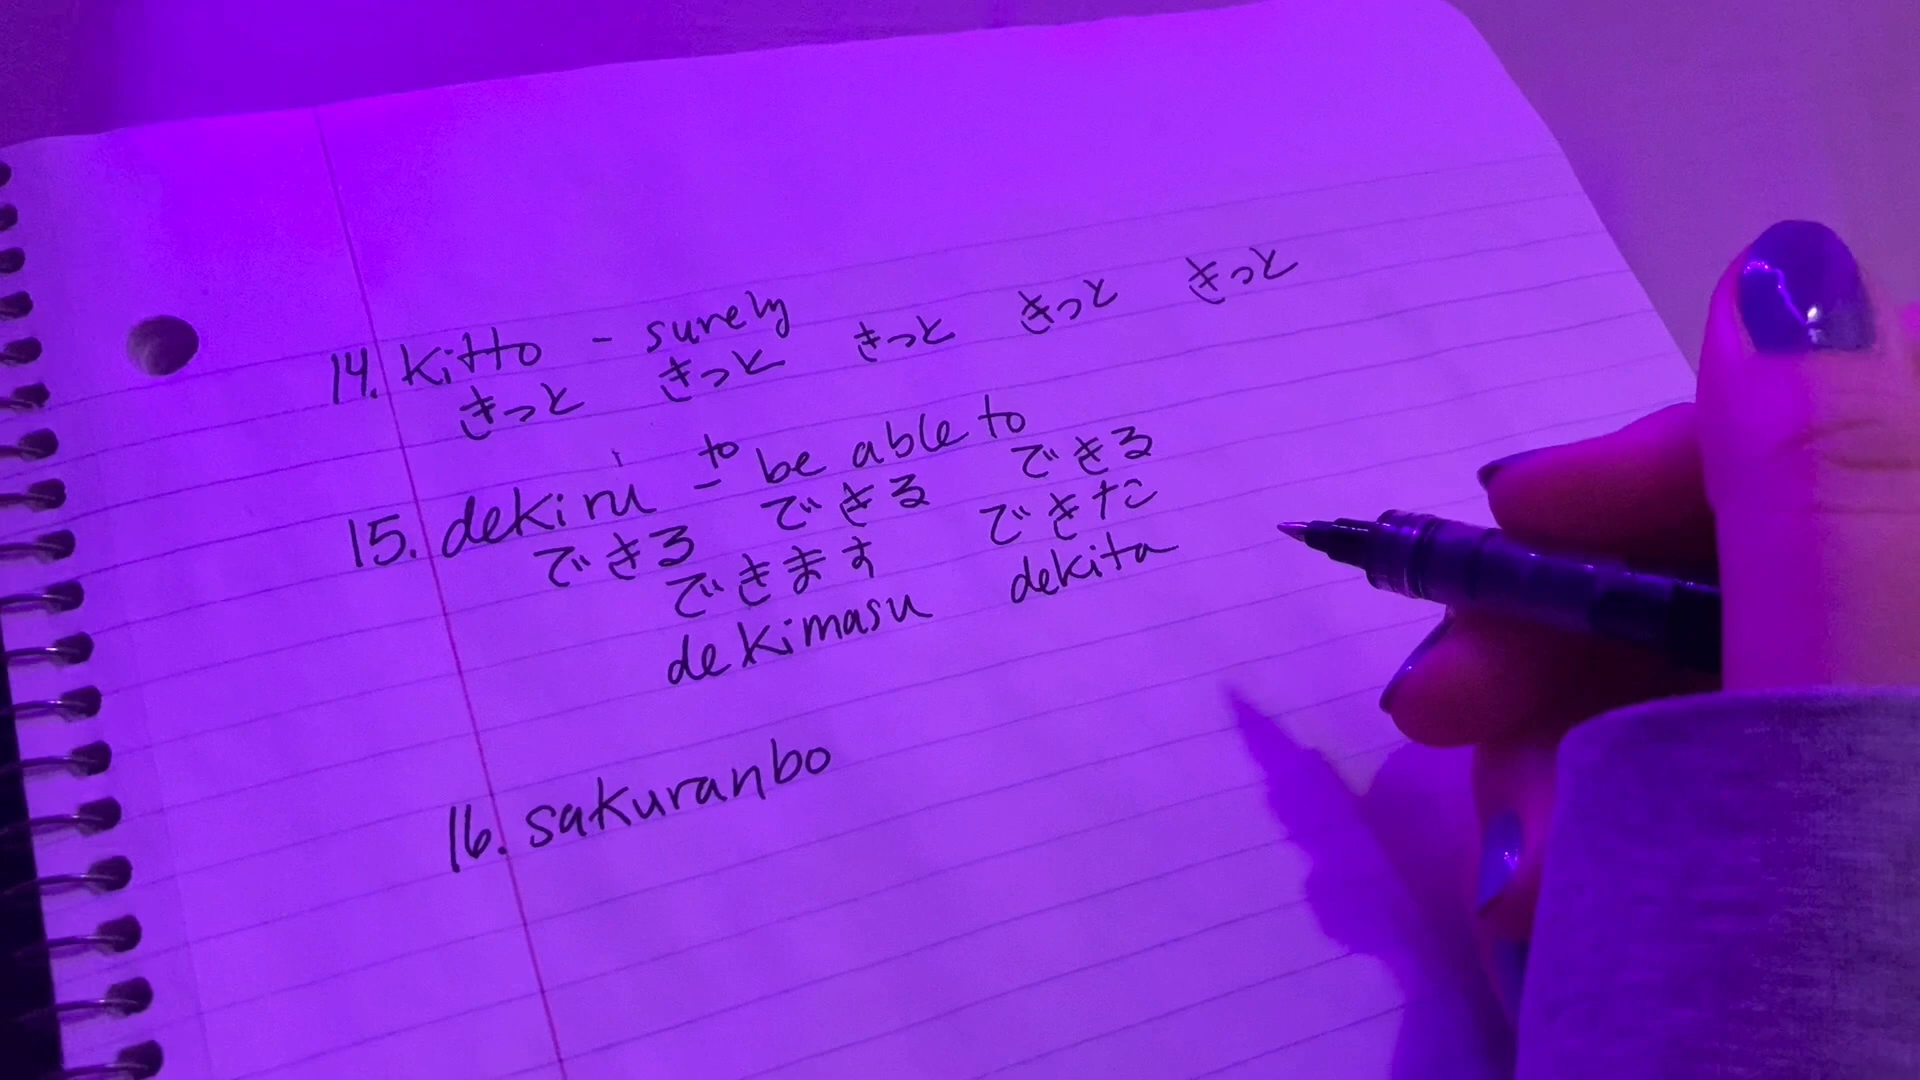 14. kitto - surely
きっと きっと きっと きっと きっと
15. dekiru - to be able to
できる できる できる
できます できた
dekimasu dekita
16. sakuranbo